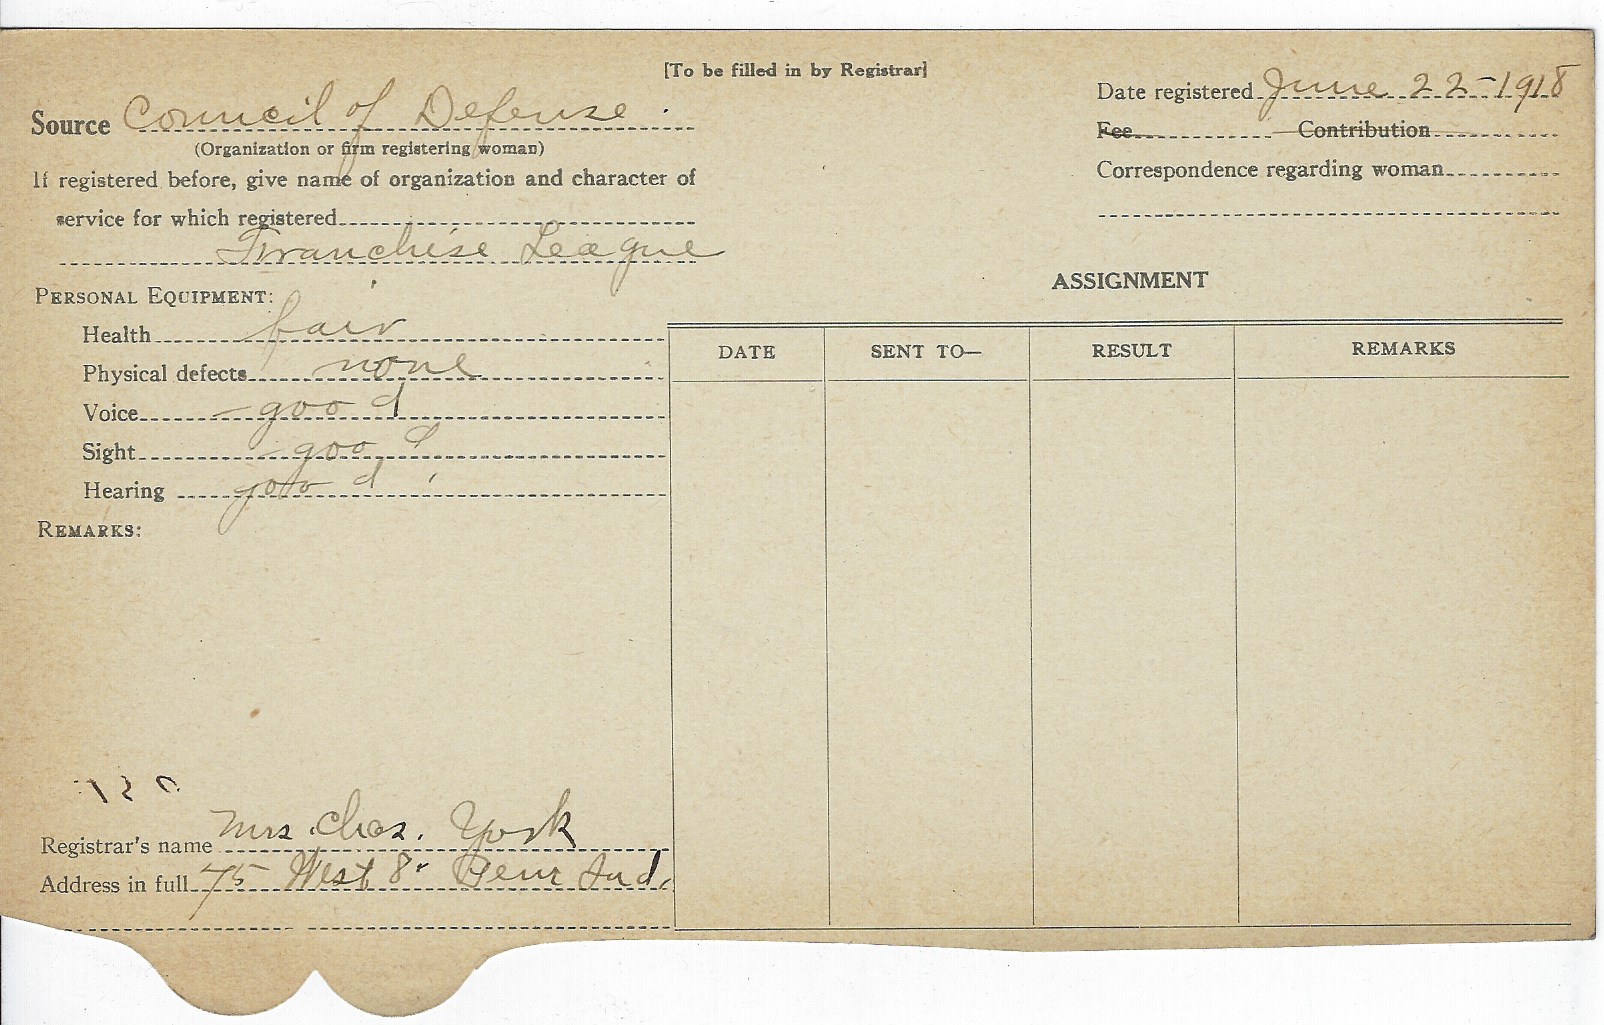 [To be filled in by Registrar]
Source Council of Defense.
(Organization or firm registering woman)
If registered before, give name of organization and character of
service for which registered
Franchise League
Date registered June 22-1918
Fee Contribution
Correspondence regarding woman
PERSONAL EQUIPMENT:
Health fair
Physical defects none
Voice good
Sight good
Hearing good
REMARKS:
ASSIGNMENT
DATE SENT TO— RESULT REMARKS
Registrar's name Mrs. Chas. York
Address in full 75 West 8" Peru Ind.